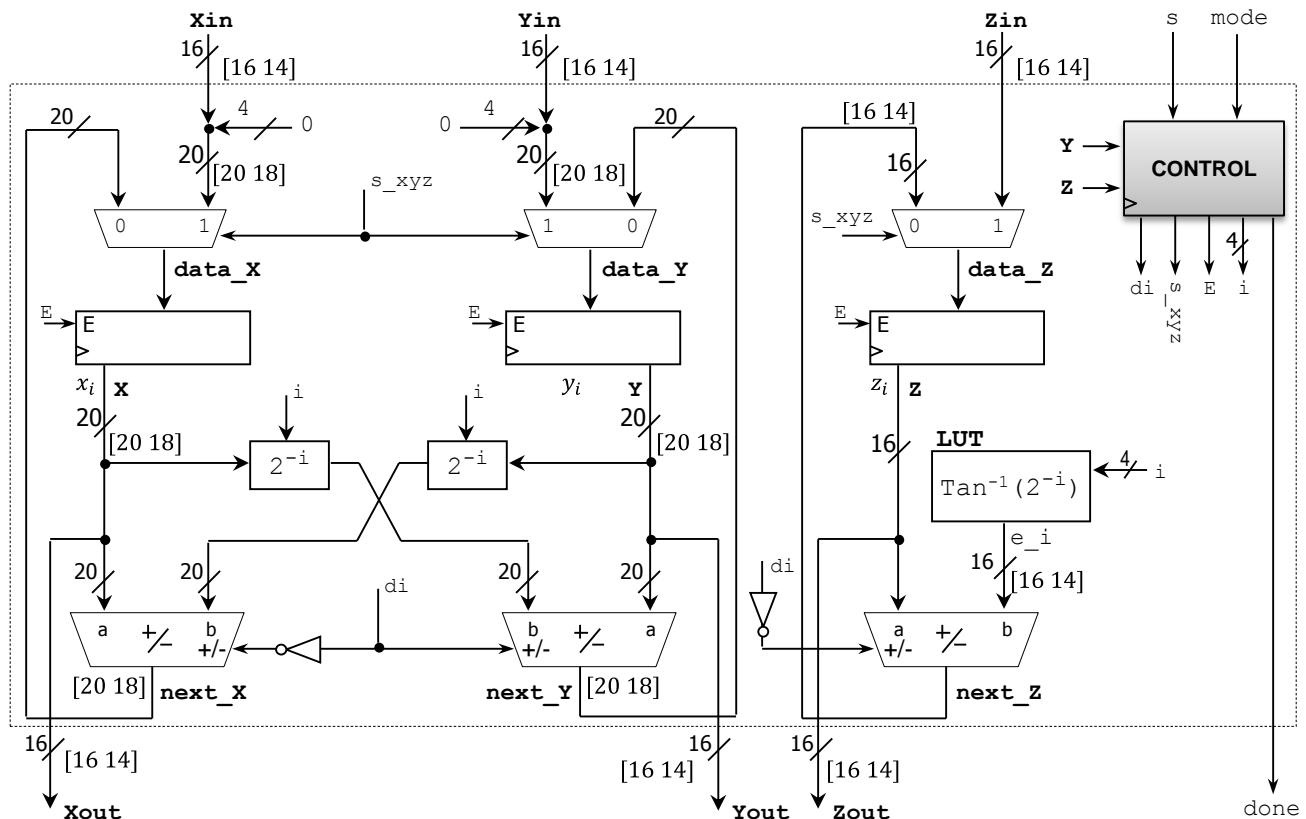 Xin
Yin
Zin
s
mode
16
[16 14]
16
[16 14]
16
[16 14]
20
4
0
0
4
20
[16 14]
20
[20 18]
20
[20 18]
16
Y
Z
CONTROL
s_xyz
s_xyz
0
1
1
0
0
1
4
data_X
data_Y
data_Z
di
s_xyz
E
i
E
E
E
E
E
E
x_i
X
y_i
Y
z_i
Z
20
[20 18]
i
i
20
[20 18]
16
LUT
2^-i
2^-i
Tan^-1(2^-i)
4
i
e_i
16
[16 14]
20
20
20
20
di
di
a
+/-
b
+/-
b
+/-
+/-
a
a
+/-
+/-
b
[20 18]
next_X
next_Y
[20 18]
next_Z
16
[16 14]
16
[16 14]
16
[16 14]
Xout
Yout
Zout
done